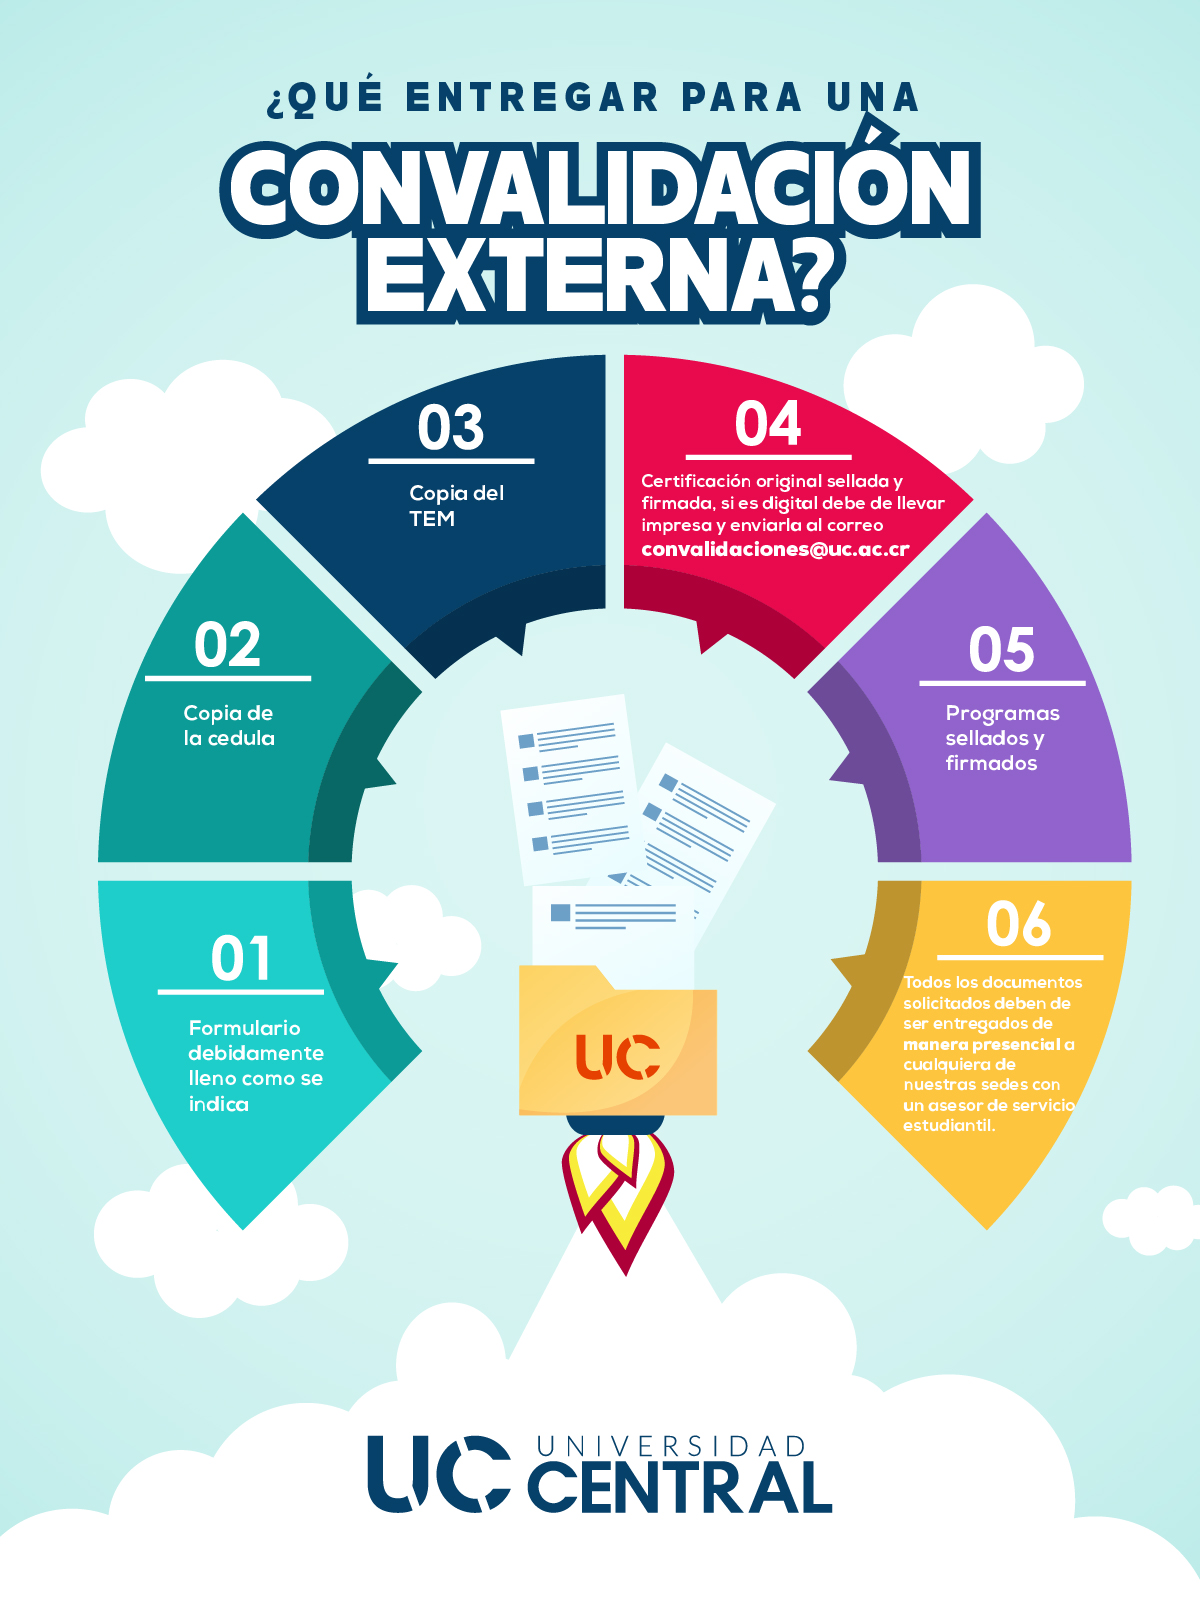 ¿QUÉ ENTREGAR PARA UNA
CONVALIDACIÓN
EXTERNA?
01
Formulario
debidamente
lleno como se
indica
02
Copia de
la cedula
03
Copia del
TEM
04
Certificación original sellada y
firmada, si es digital debe de llevar
impresa y enviarla al correo
convalidaciones@uc.ac.cr
05
Programas
sellados y
firmados
06
Todos los documentos
solicitados deben de
ser entregados de
manera presencial a
cualquiera de
nuestras sedes con
un asesor de servicio
estudiantil.
UC
UC UNIVERSIDAD
CENTRAL